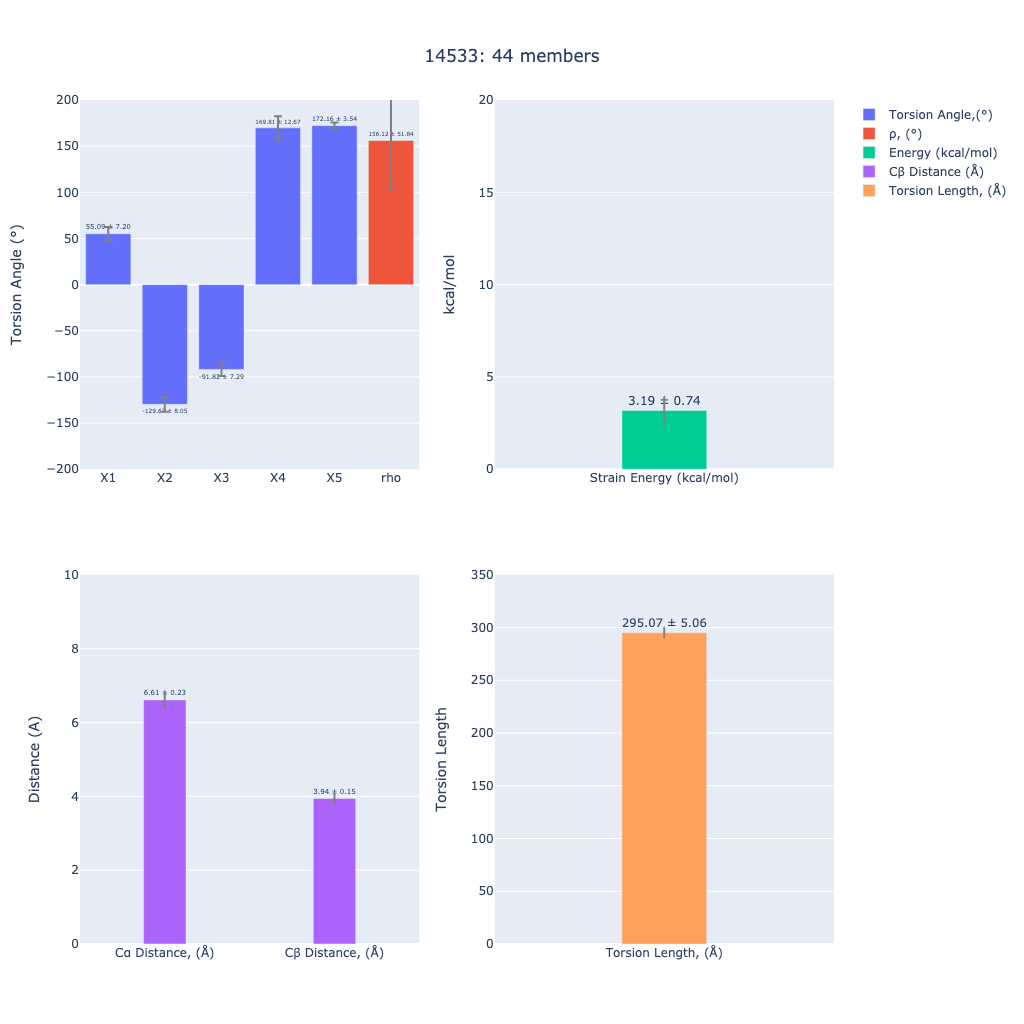 14533: 44 members
Torsion Angle (°)
200
150
100
50
0
−50
−100
−150
−200
55.09 ± 7.20
-91.82 ± 7.29
169.81 ± 12.67
172.16 ± 3.54
156.12 ± 51.84
X1 X2 X3 X4 X5 rho
kcal/mol
20
15
10
5
0
3.19 ± 0.74
Strain Energy (kcal/mol)
Torsion Angle,(°)
ρ, (°)
Energy (kcal/mol)
Cβ Distance (Å)
Torsion Length, (Å)
Distance (A)
10
8
6
4
2
0
6.61 ± 0.23
3.94 ± 0.15
Cα Distance, (Å) Cβ Distance, (Å)
Torsion Length
350
300
250
200
150
100
50
0
295.07 ± 5.06
Torsion Length, (Å)